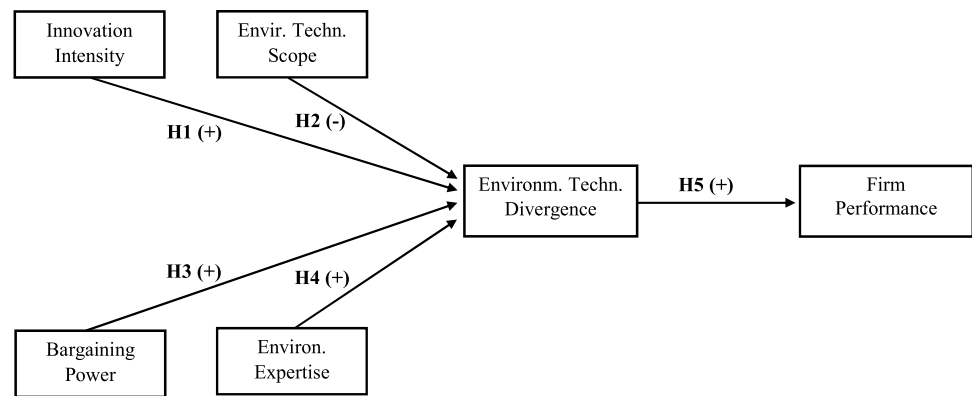 Innovation
Intensity
Envir. Techn.
Scope
H1 (+)
H2 (-)
Environm. Techn.
Divergence
H5 (+)
Firm
Performance
H3 (+)
H4 (+)
Bargaining
Power
Environ.
Expertise